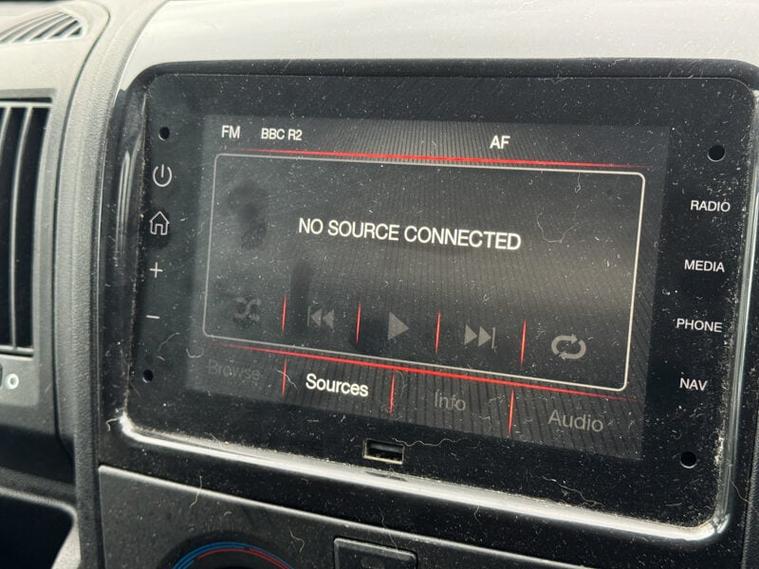 FM BBC R2 AF
RADIO
NO SOURCE CONNECTED
MEDIA
PHONE
NAV
Browse Sources Info Audio